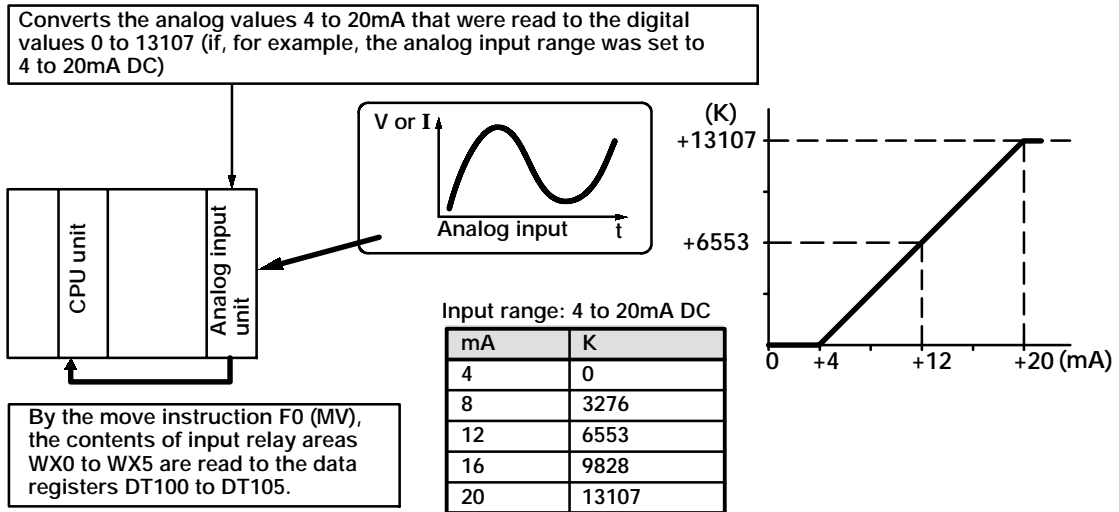 Converts the analog values 4 to 20mA that were read to the digital
values 0 to 13107 (if, for example, the analog input range was set to
4 to 20mA DC)
V or I
Analog input
t
CPU unit
Analog input
unit
By the move instruction F0 (MV),
the contents of input relay areas
WX0 to WX5 are read to the data
registers DT100 to DT105.
Input range: 4 to 20mA DC
mA K
4 0
8 3276
12 6553
16 9828
20 13107
(K)
+13107
+6553
0 +4 +12 +20 (mA)